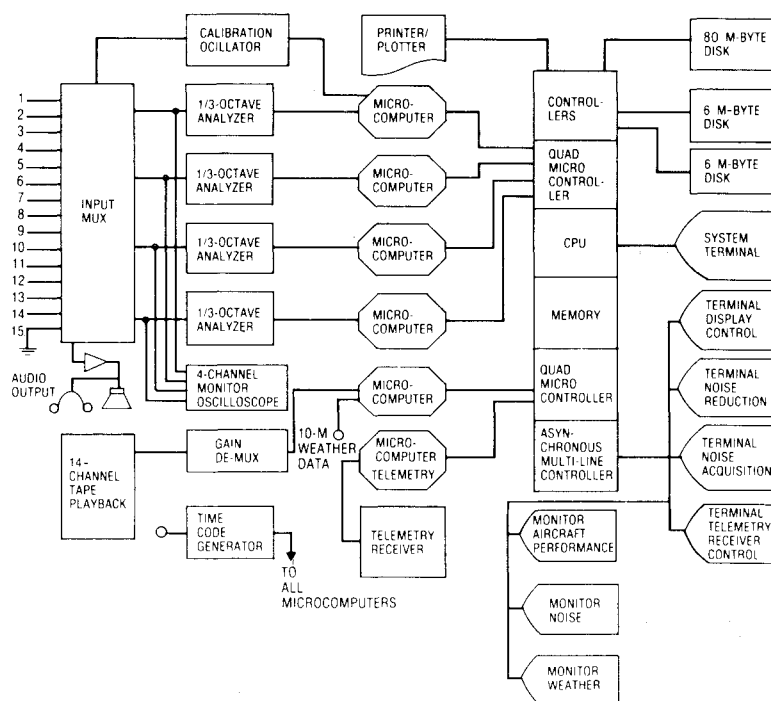 CALIBRATION
OCILLATOR
PRINTER/
PLOTTER
80 M-BYTE
DISK
1
2
3
4
5
6
7
8
9
10
11
12
13
14
15
INPUT
MUX
1/3-OCTAVE
ANALYZER
MICRO-
COMPUTER
CONTROL-
LERS
6 M-BYTE
DISK
1/3-OCTAVE
ANALYZER
MICRO-
COMPUTER
QUAD
MICRO
CONTROL-
LER
6 M-BYTE
DISK
1/3-OCTAVE
ANALYZER
MICRO-
COMPUTER
CPU
SYSTEM
TERMINAL
1/3-OCTAVE
ANALYZER
MICRO-
COMPUTER
MEMORY
TERMINAL
DISPLAY
CONTROL
AUDIO
OUTPUT
4-CHANNEL
MONITOR
OSCILLOSCOPE
MICRO-
COMPUTER
QUAD
MICRO
CONTROLLER
TERMINAL
NOISE
REDUCTION
14-
CHANNEL
TAPE
PLAYBACK
GAIN
DE-MUX
10-M
WEATHER
DATA
MICRO-
COMPUTER
TELEMETRY
ASYN-
CHRONOUS
MULTI-LINE
CONTROLLER
TERMINAL
NOISE
ACQUISITION
TIME
CODE
GENERATOR
TO
ALL
MICROCOMPUTERS
TELEMETRY
RECEIVER
MONITOR
AIRCRAFT
PERFORMANCE
TERMINAL
TELEMETRY
RECEIVER
CONTROL
MONITOR
NOISE
MONITOR
WEATHER